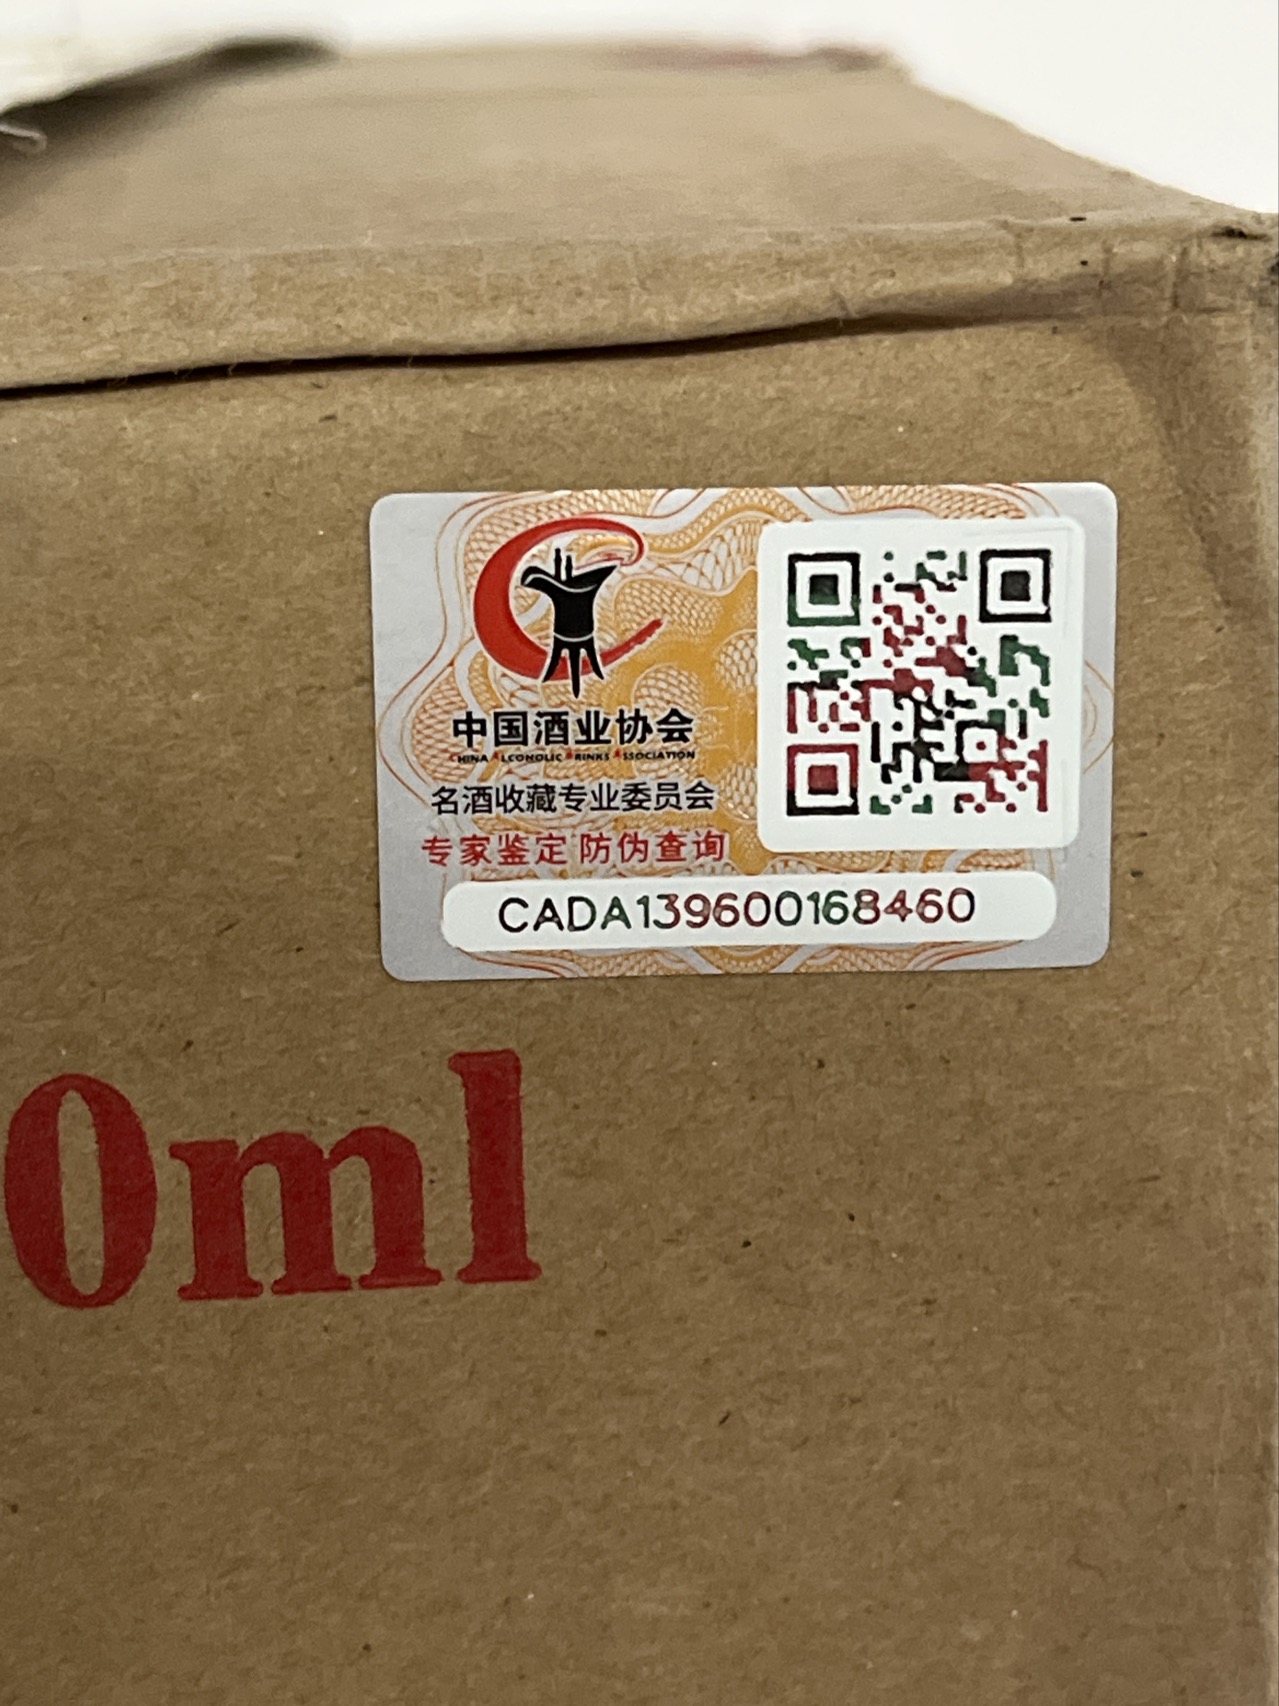 中国酒业协会
CHINA ALCOHOLIC DRINKS ASSOCIATION
名酒收藏专业委员会
专家鉴定 防伪查询
CADA139600168460
0ml